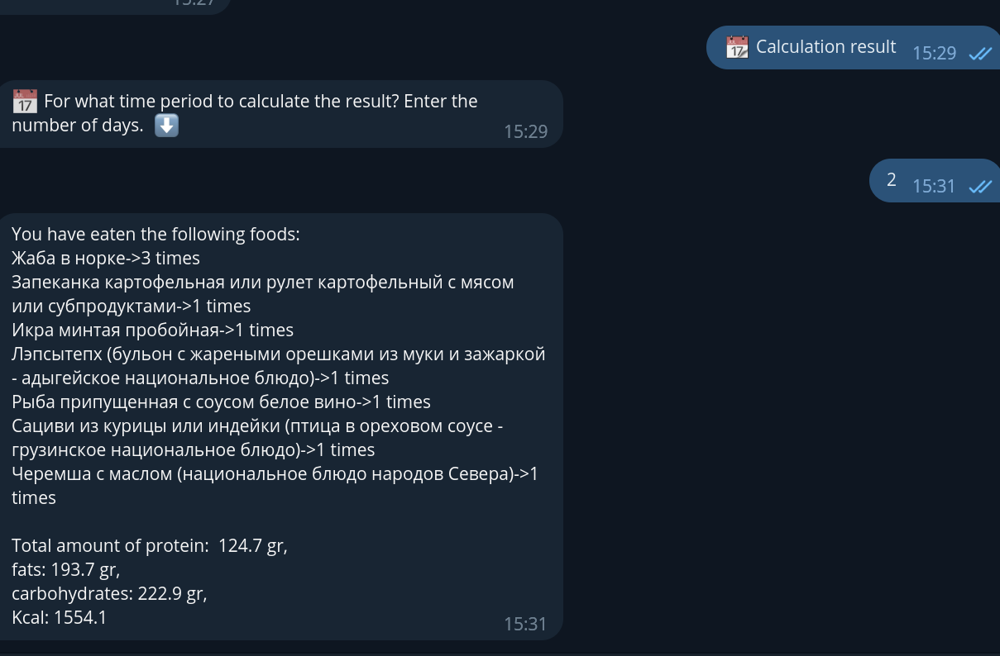 15:27
📅 Calculation result 15:29
📅 For what time period to calculate the result? Enter the
number of days. ⬇️
15:29
2 15:31
You have eaten the following foods:
Жаба в норке->3 times
Запеканка картофельная или рулет картофельный с мясом
или субпродуктами->1 times
Икра минтая пробойная->1 times
Лэпсытепх (бульон с жареными орешками из муки и зажаркой
- адыгейское национальное блюдо)->1 times
Рыба припущенная с соусом белое вино->1 times
Сациви из курицы или индейки (птица в ореховом соусе -
грузинское национальное блюдо)->1 times
Черемша с маслом (национальное блюдо народов Севера)->1
times
Total amount of protein:  124.7 gr,
fats: 193.7 gr,
carbohydrates: 222.9 gr,
Kcal: 1554.1
15:31